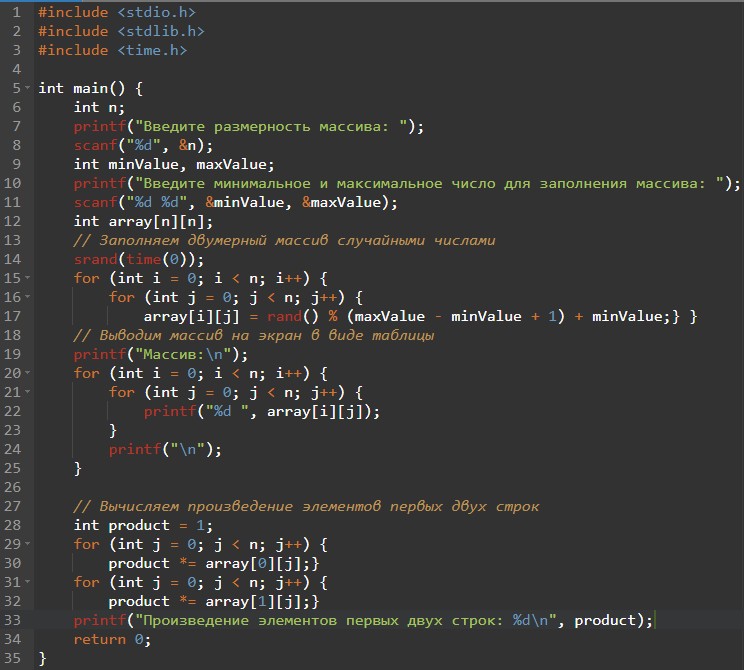 1 #include <stdio.h>
2 #include <stdlib.h>
3 #include <time.h>
4
5 int main() {
6     int n;
7     printf("Введите размерность массива: ");
8     scanf("%d", &n);
9     int minValue, maxValue;
10     printf("Введите минимальное и максимальное число для заполнения массива: ");
11     scanf("%d %d", &minValue, &maxValue);
12     int array[n][n];
13     // Заполняем двумерный массив случайными числами
14     srand(time(0));
15     for (int i = 0; i < n; i++) {
16         for (int j = 0; j < n; j++) {
17             array[i][j] = rand() % (maxValue - minValue + 1) + minValue;} }
18     // Выводим массив на экран в виде таблицы
19     printf("Массив:\n");
20     for (int i = 0; i < n; i++) {
21         for (int j = 0; j < n; j++) {
22             printf("%d ", array[i][j]);
23         }
24         printf("\n");
25     }
26
27     // Вычисляем произведение элементов первых двух строк
28     int product = 1;
29     for (int j = 0; j < n; j++) {
30         product *= array[0][j];}
31     for (int j = 0; j < n; j++) {
32         product *= array[1][j];}
33     printf("Произведение элементов первых двух строк: %d\n", product);
34     return 0;
35 }